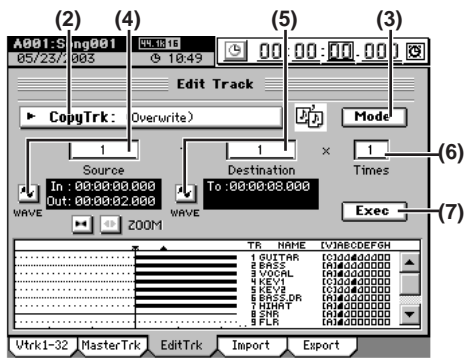 (2) (4) (5) (3)
A001:Song001 44.1k 16 00:00:00.000
05/23/2003 10:49
Edit Track
CopyTrk: (Overwrite) Mode
1 1 × 1
Source Destination Times
(6)
In :00:00:00.000 To :00:00:08.000
Out:00:00:02.000
WAVE WAVE Exec
(7)
ZOOM
TR NAME [V]ABCDEFGH
1 GUITAR [C]
2 BASS [A]
3 VOCAL [C]
4 KEY1 [C]
5 KEY2 [C]
6 BASS.DR [A]
7 HIHAT [A]
8 SNR [A]
9 FLR [A]
Vtrk1-32 MasterTrk EditTrk Import Export